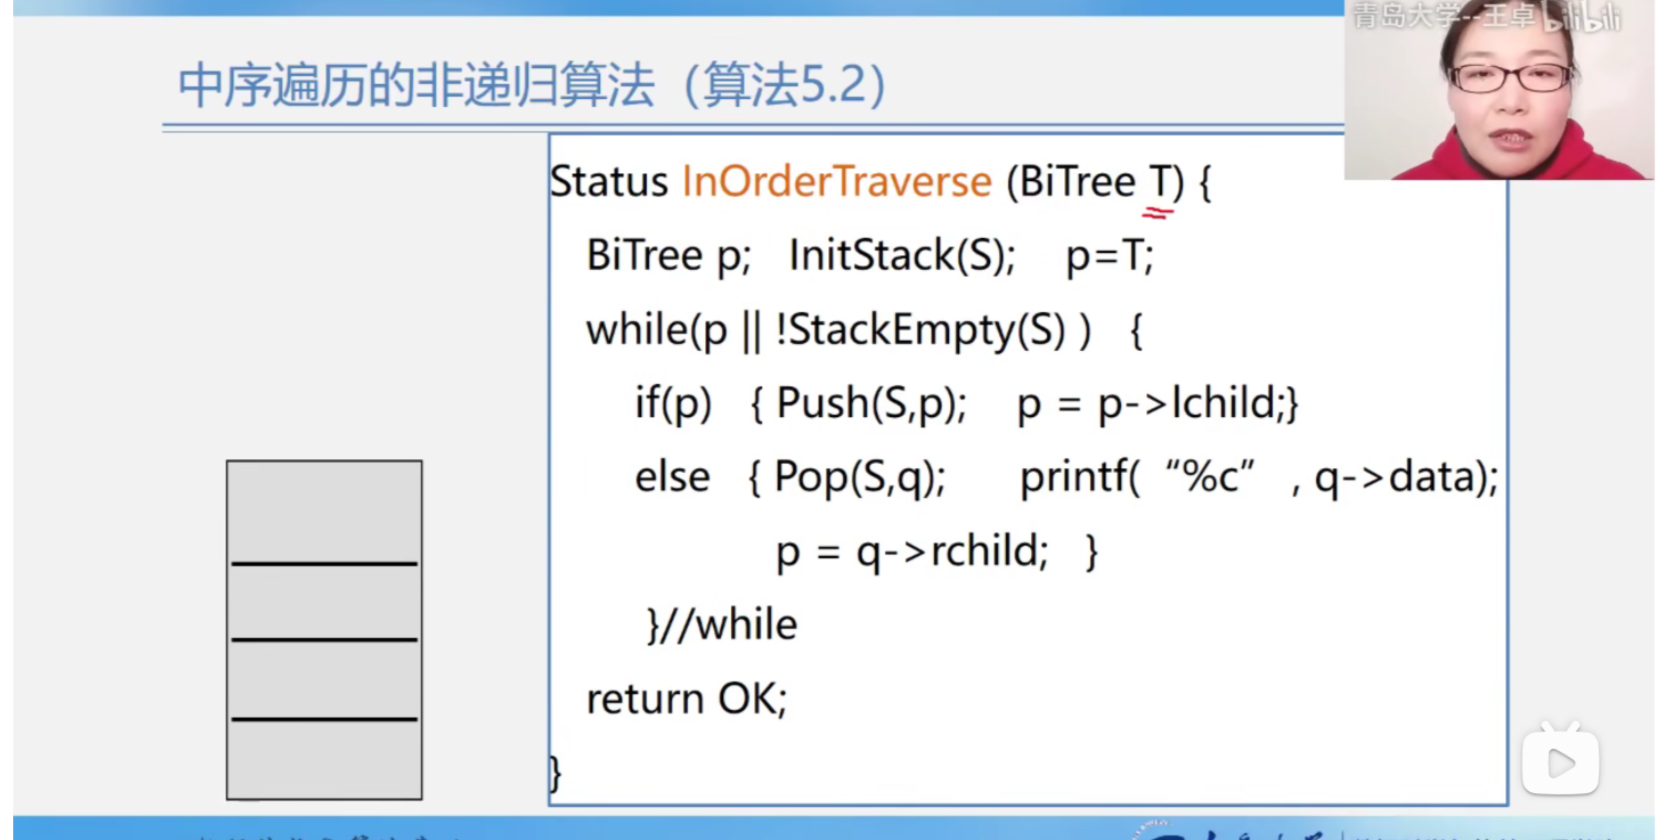 青岛大学--王卓 bilibili
中序遍历的非递归算法（算法5.2）
Status InOrderTraverse (BiTree T) {
BiTree p; InitStack(S); p=T;
while(p || !StackEmpty(S) ) {
if(p) { Push(S,p); p = p->lchild;}
else { Pop(S,q); printf( “%c” , q->data);
p = q->rchild; }
}//while
return OK;
}